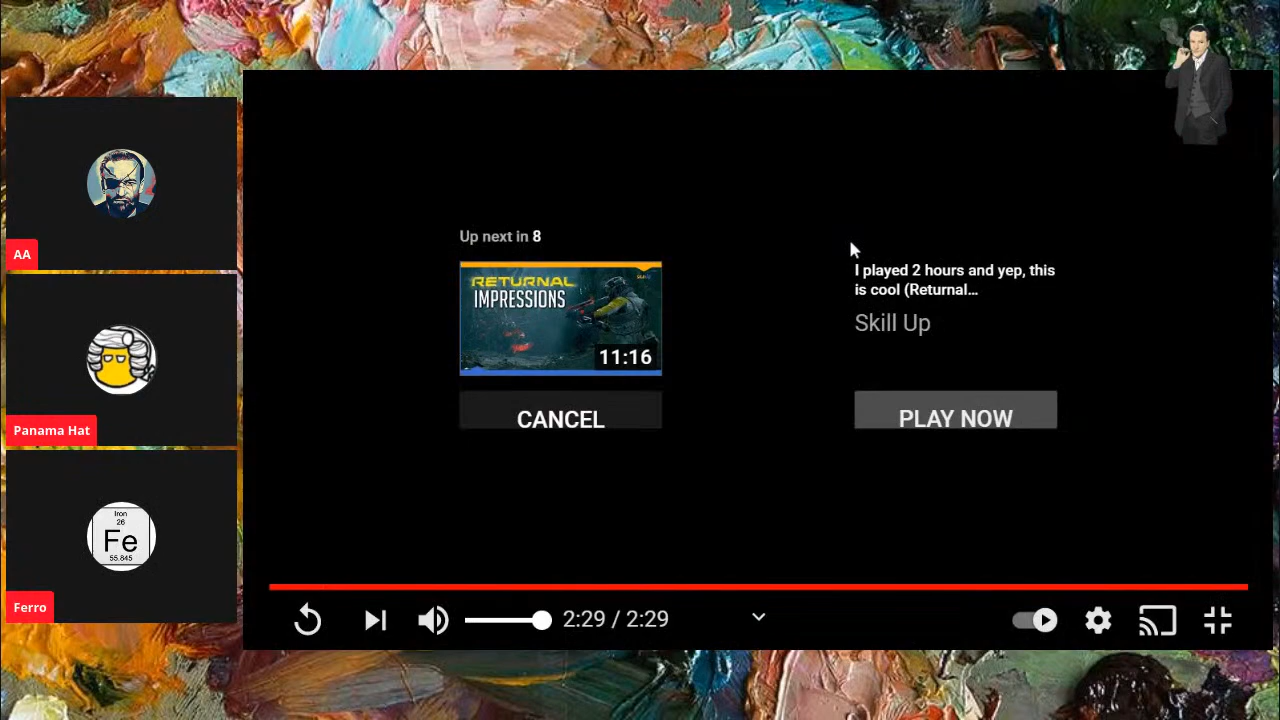 AA
Panama Hat
Iron
26
Fe
55.845
Ferro
Up next in 8
RETURNAL
IMPRESSIONS
11:16
I played 2 hours and yep, this
is cool (Returnal...
Skill Up
CANCEL
PLAY NOW
2:29 / 2:29